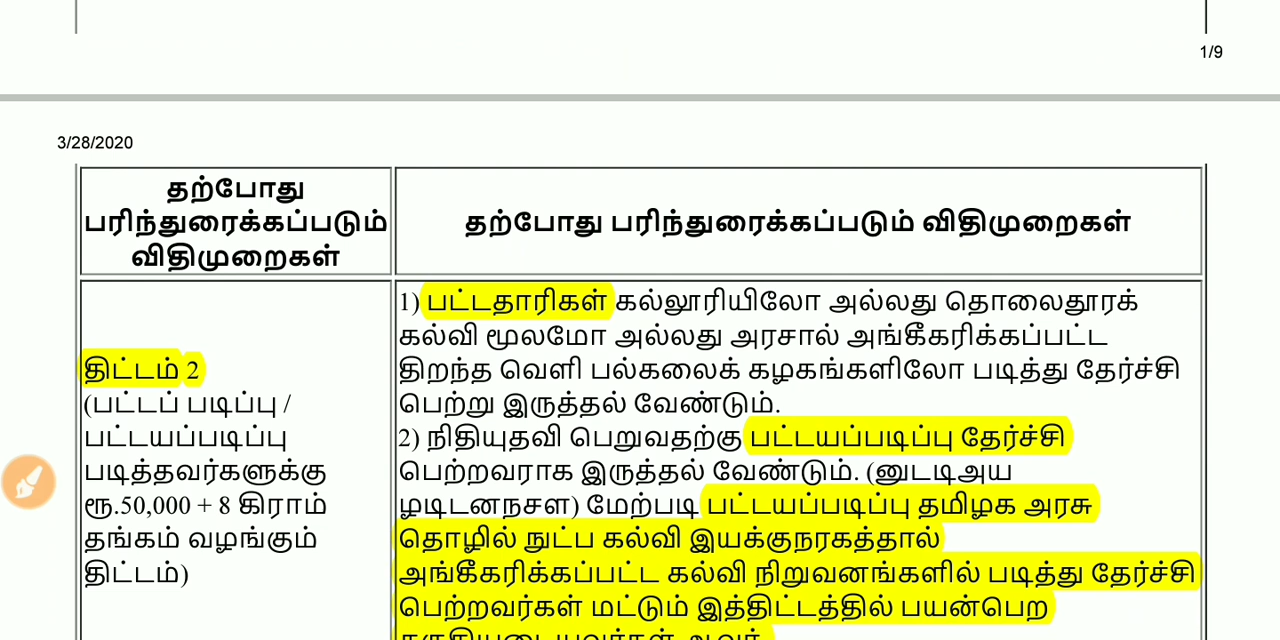 1/9
3/28/2020
தற்போது
பரிந்துரைக்கப்படும்
விதிமுறைகள்
தற்போது பரிந்துரைக்கப்படும் விதிமுறைகள்
திட்டம் 2
(பட்டப் படிப்பு /
பட்டயப்படிப்பு
படித்தவர்களுக்கு
ரூ.50,000 + 8 கிராம்
தங்கம் வழங்கும்
திட்டம்)
1) பட்டதாரிகள் கல்லூரியிலோ அல்லது தொலைதூரக்
கல்வி மூலமோ அல்லது அரசால் அங்கீகரிக்கப்பட்ட
திறந்த வெளி பல்கலைக் கழகங்களிலோ படித்து தேர்ச்சி
பெற்று இருத்தல் வேண்டும்.
2) நிதியுதவி பெறுவதற்கு பட்டயப்படிப்பு தேர்ச்சி
பெற்றவராக இருத்தல் வேண்டும். (னுடடிஅய
ழடிடனநசள) மேற்படி பட்டயப்படிப்பு தமிழக அரசு
தொழில் நுட்ப கல்வி இயக்குநரகத்தால்
அங்கீகரிக்கப்பட்ட கல்வி நிறுவனங்களில் படித்து தேர்ச்சி
பெற்றவர்கள் மட்டும் இத்திட்டத்தில் பயன்பெற